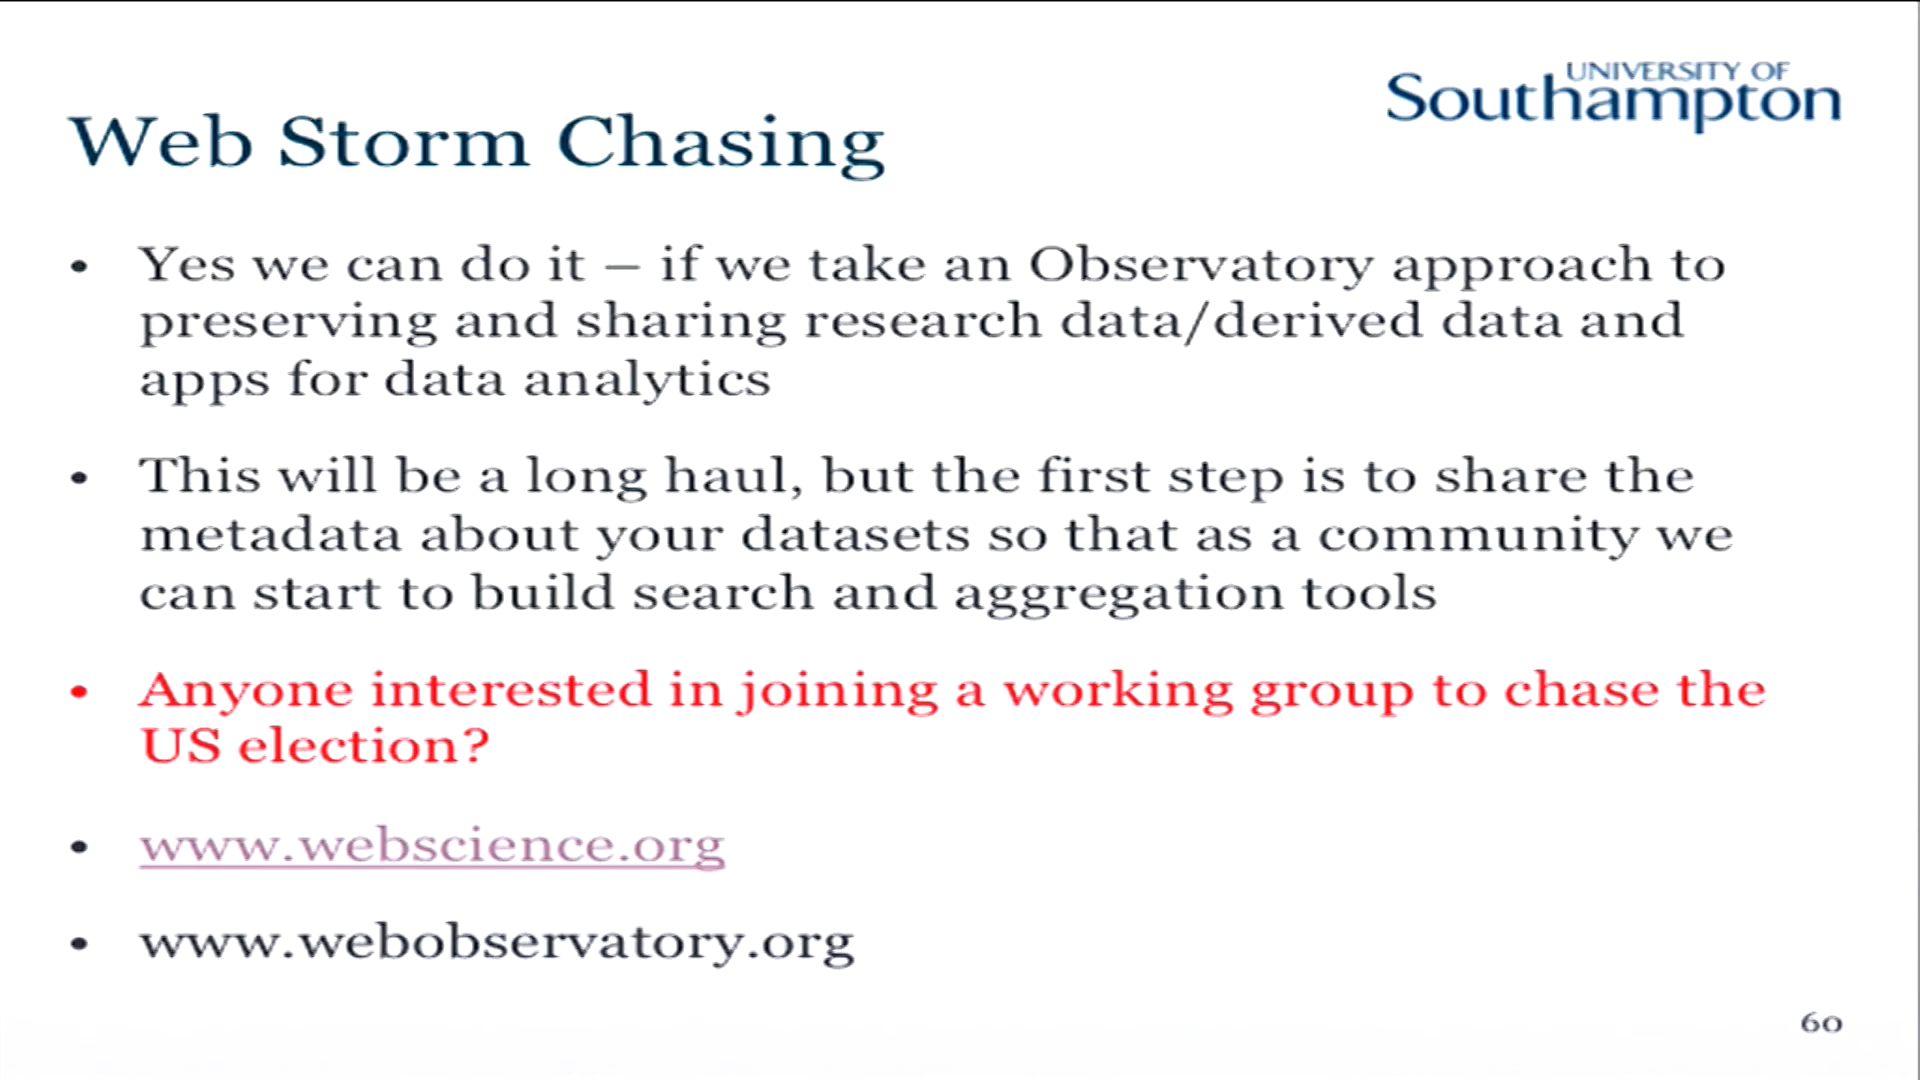 UNIVERSITY OF
Southampton
Web Storm Chasing
• Yes we can do it – if we take an Observatory approach to
preserving and sharing research data/derived data and
apps for data analytics
• This will be a long haul, but the first step is to share the
metadata about your datasets so that as a community we
can start to build search and aggregation tools
• Anyone interested in joining a working group to chase the
US election?
• www.webscience.org
• www.webobservatory.org
60